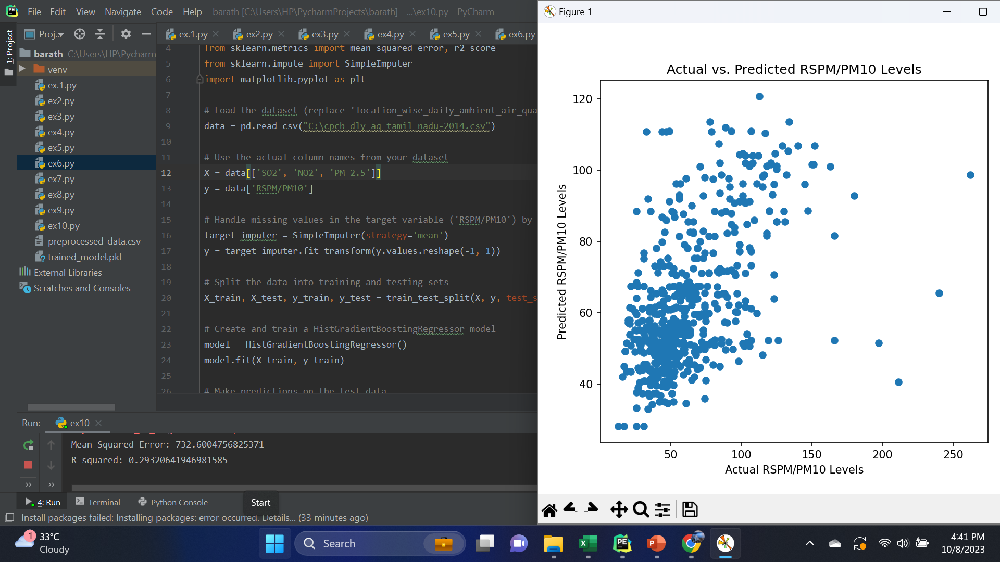 File Edit View Navigate Code Help barath [C:\Users\HP\PycharmProjects\barath] - ...\ex10.py - PyCharm
Figure 1
1: Project
Proj..
ex.1.py ex2.py ex3.py ex4.py ex5.py ex6.py
barath C:\Users\HP\Pycharm
venv
ex.1.py
ex2.py
ex3.py
ex4.py
ex5.py
ex6.py
ex7.py
ex8.py
ex9.py
ex10.py
preprocessed_data.csv
trained_model.pkl
External Libraries
Scratches and Consoles
4 from sklearn.metrics import mean_squared_error, r2_score
5 from sklearn.impute import SimpleImputer
6 import matplotlib.pyplot as plt
7
8 # Load the dataset (replace 'location_wise_daily_ambient_air_qua
9 data = pd.read_csv("C:\cpcb_dly_aq_tamil_nadu-2014.csv")
10
11 # Use the actual column names from your dataset
12 X = data[['SO2', 'NO2', 'PM 2.5']]
13 y = data['RSPM/PM10']
14
15 # Handle missing values in the target variable ('RSPM/PM10') by
16 target_imputer = SimpleImputer(strategy='mean')
17 y = target_imputer.fit_transform(y.values.reshape(-1, 1))
18
19 # Split the data into training and testing sets
20 X_train, X_test, y_train, y_test = train_test_split(X, y, test_s
21
22 # Create and train a HistGradientBoostingRegressor model
23 model = HistGradientBoostingRegressor()
24 model.fit(X_train, y_train)
25
26 # Make predictions on the test data
Actual vs. Predicted RSPM/PM10 Levels
Predicted RSPM/PM10 Levels
120
100
80
60
40
50 100 150 200 250
Actual RSPM/PM10 Levels
Run: ex10
Mean Squared Error: 732.6004756825371
R-squared: 0.29320641946981585
4: Run Terminal Python Console
Start
Install packages failed: Installing packages: error occurred. Details... (33 minutes ago)
1
33°C
Cloudy
Search
4:41 PM
10/8/2023